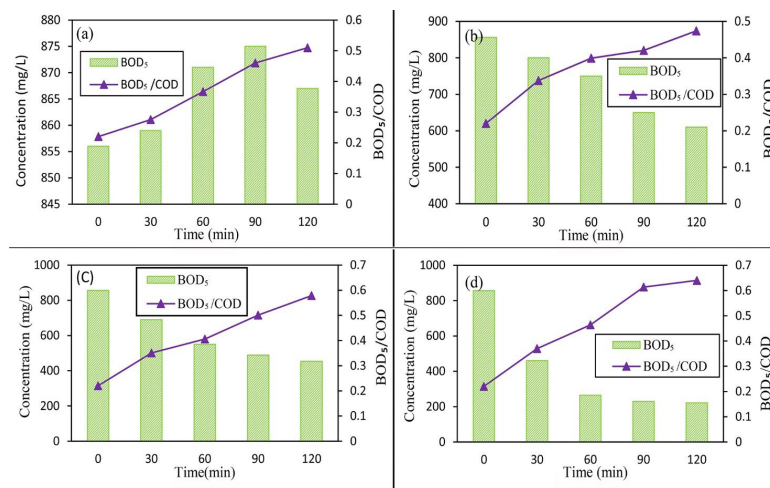 (a)
BOD₅
BOD₅ /COD
Concentration (mg/L)
880
875
870
865
860
855
850
845
0.6
0.5
0.4
0.3
0.2
0.1
0
BOD₅/COD
0 30 60 90 120
Time (min)
(b)
BOD₅
BOD₅ /COD
Concentration (mg/L)
900
800
700
600
500
400
0.5
0.4
0.3
0.2
0.1
0
BOD₅/COD
0 30 60 90 120
Time (min)
(C)
BOD₅
BOD₅/COD
Concentration (mg/L)
1000
800
600
400
200
0
0.7
0.6
0.5
0.4
0.3
0.2
0.1
0
BOD₅/COD
0 30 60 90 120
Time(min)
(d)
BOD₅
BOD₅ /COD
Concentration (mg/L)
1000
800
600
400
200
0
0.7
0.6
0.5
0.4
0.3
0.2
0.1
0
BOD₅/COD
0 30 60 90 120
Time (min)